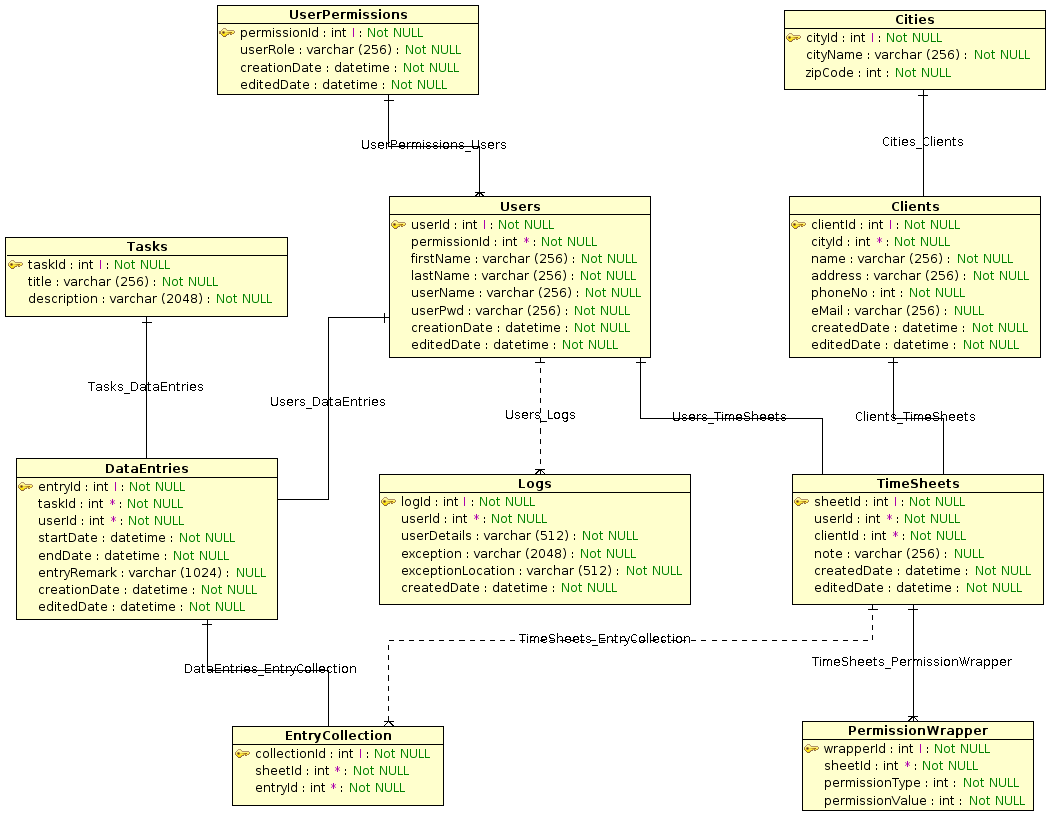 UserPermissions
permissionId : int I : Not NULL
userRole : varchar (256) : Not NULL
creationDate : datetime : Not NULL
editedDate : datetime : Not NULL
Cities
cityId : int I : Not NULL
cityName : varchar (256) : Not NULL
zipCode : int : Not NULL
UserPermissions_Users
Cities_Clients
Users
userId : int I : Not NULL
permissionId : int * : Not NULL
firstName : varchar (256) : Not NULL
lastName : varchar (256) : Not NULL
userName : varchar (256) : Not NULL
userPwd : varchar (256) : Not NULL
creationDate : datetime : Not NULL
editedDate : datetime : Not NULL
Clients
clientId : int I : Not NULL
cityId : int * : Not NULL
name : varchar (256) : Not NULL
address : varchar (256) : Not NULL
phoneNo : int : Not NULL
eMail : varchar (256) : NULL
createdDate : datetime : Not NULL
editedDate : datetime : Not NULL
Tasks
taskId : int I : Not NULL
title : varchar (256) : Not NULL
description : varchar (2048) : Not NULL
Tasks_DataEntries
Users_DataEntries
Users_Logs
Users_TimeSheets
Clients_TimeSheets
DataEntries
entryId : int I : Not NULL
taskId : int * : Not NULL
userId : int * : Not NULL
startDate : datetime : Not NULL
endDate : datetime : Not NULL
entryRemark : varchar (1024) : NULL
creationDate : datetime : Not NULL
editedDate : datetime : Not NULL
Logs
logId : int I : Not NULL
userId : int * : Not NULL
userDetails : varchar (512) : Not NULL
exception : varchar (2048) : Not NULL
exceptionLocation : varchar (512) : Not NULL
createdDate : datetime : Not NULL
TimeSheets
sheetId : int I : Not NULL
userId : int * : Not NULL
clientId : int * : Not NULL
note : varchar (256) : NULL
createdDate : datetime : Not NULL
editedDate : datetime : Not NULL
TimeSheets_EntryCollection
DataEntries_EntryCollection
TimeSheets_PermissionWrapper
EntryCollection
collectionId : int I : Not NULL
sheetId : int * : Not NULL
entryId : int * : Not NULL
PermissionWrapper
wrapperId : int I : Not NULL
sheetId : int * : Not NULL
permissionType : int : Not NULL
permissionValue : int : Not NULL